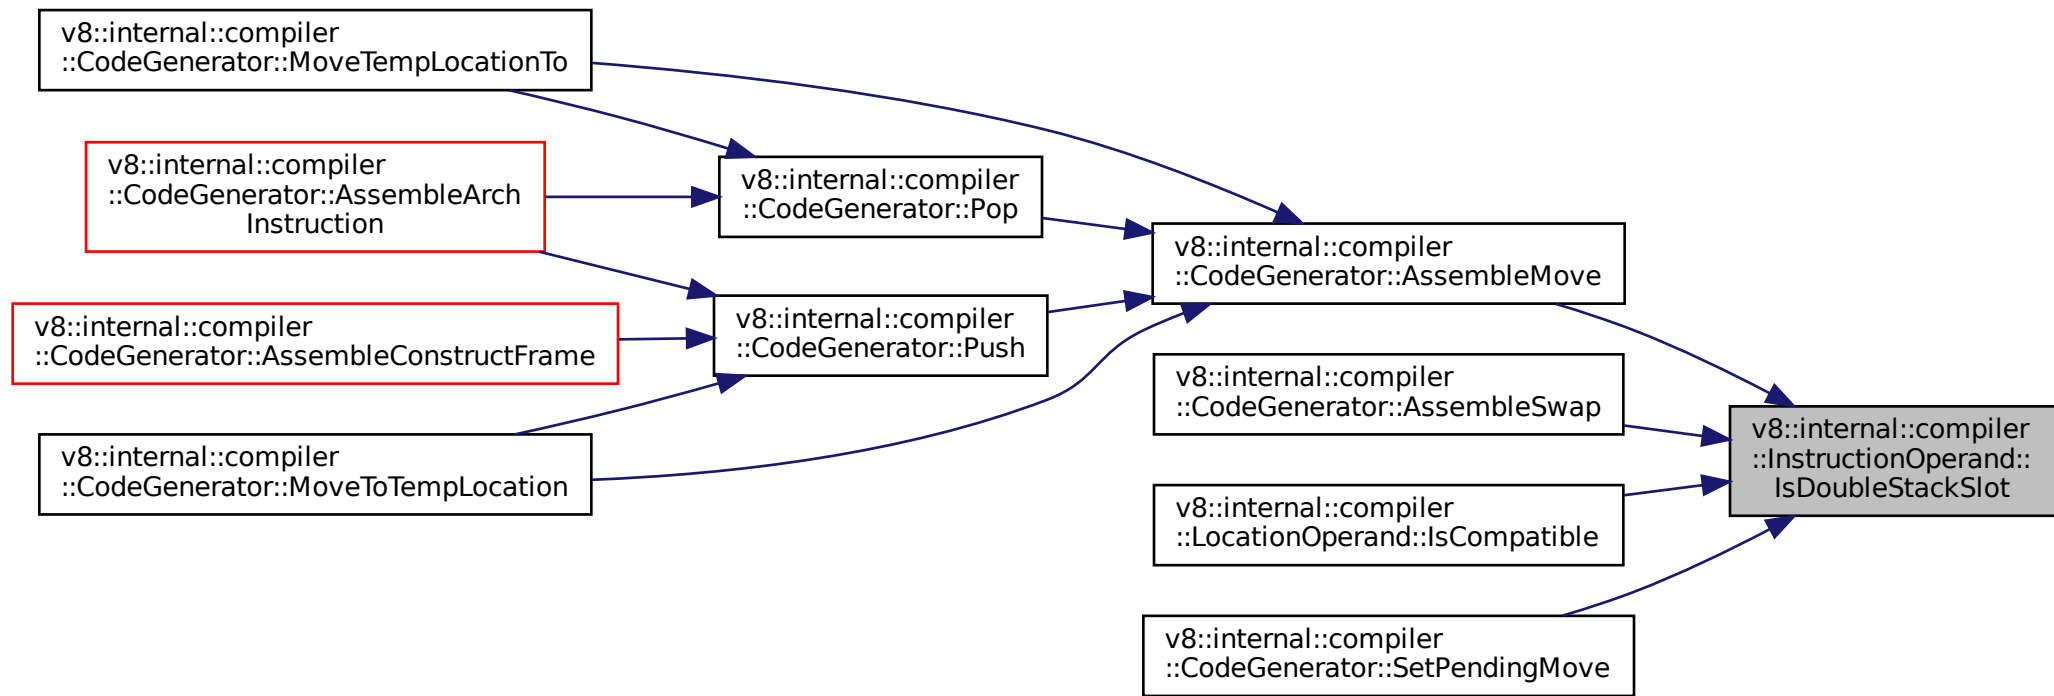 v8::internal::compiler
::CodeGenerator::MoveTempLocationTo
v8::internal::compiler
::CodeGenerator::AssembleArch
Instruction
v8::internal::compiler
::CodeGenerator::AssembleConstructFrame
v8::internal::compiler
::CodeGenerator::MoveToTempLocation
v8::internal::compiler
::CodeGenerator::Pop
v8::internal::compiler
::CodeGenerator::Push
v8::internal::compiler
::CodeGenerator::AssembleMove
v8::internal::compiler
::CodeGenerator::AssembleSwap
v8::internal::compiler
::LocationOperand::IsCompatible
v8::internal::compiler
::CodeGenerator::SetPendingMove
v8::internal::compiler
::InstructionOperand::
IsDoubleStackSlot